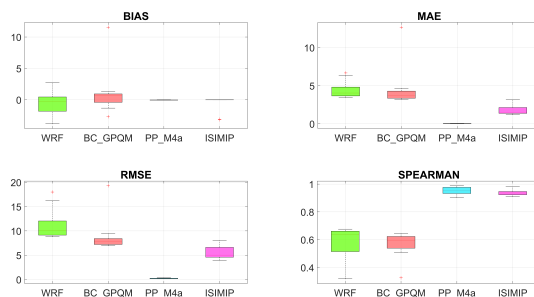 BIAS
10
5
0
WRF BC_GPQM PP_M4a ISIMIP
MAE
10
5
0
WRF BC_GPQM PP_M4a ISIMIP
RMSE
20
15
10
5
0
WRF BC_GPQM PP_M4a ISIMIP
SPEARMAN
1
0.8
0.6
0.4
WRF BC_GPQM PP_M4a ISIMIP